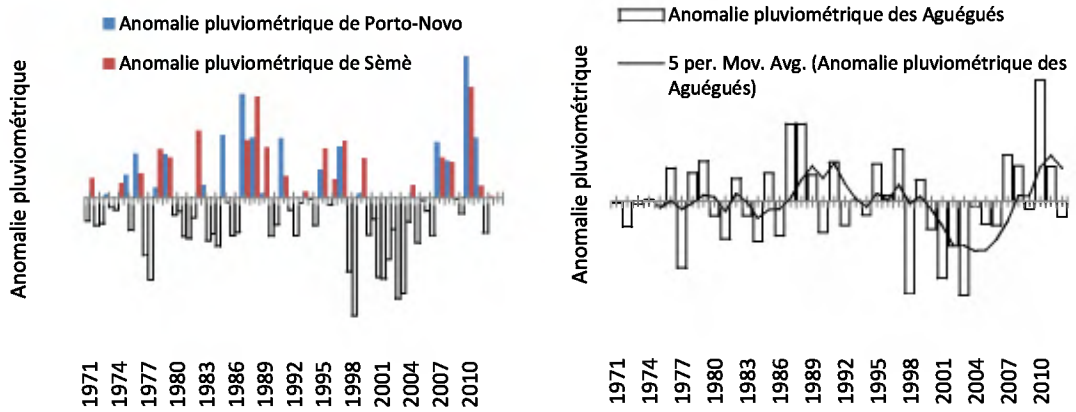 Anomalie pluviométrique de Porto-Novo
Anomalie pluviométrique de Sèmè
Anomalie pluviométrique
1971 1974 1977 1980 1983 1986 1989 1992 1995 1998 2001 2004 2007 2010
Anomalie pluviométrique des Aguégués
5 per. Mov. Avg. (Anomalie pluviométrique des
Aguégués)
Anomalie pluviométrique
1971 1974 1977 1980 1983 1986 1989 1992 1995 1998 2001 2004 2007 2010